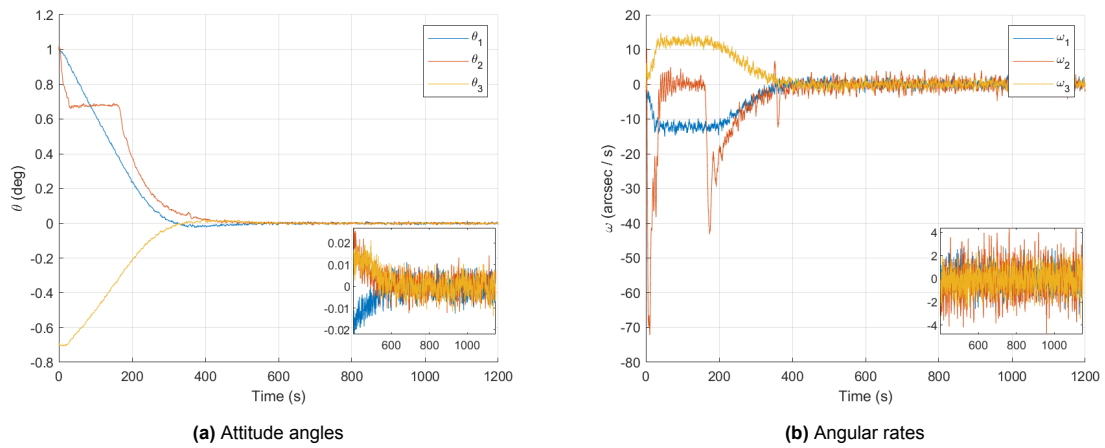 1.2
1
0.8
0.6
0.4
0.2
0
-0.2
-0.4
-0.6
-0.8
θ (deg)
θ1
θ2
θ3
0.02
0.01
0
-0.01
-0.02
600 800 1000
0 200 400 600 800 1000 1200
Time (s)
(a) Attitude angles
20
10
0
-10
-20
-30
-40
-50
-60
-70
-80
ω (arcsec / s)
ω1
ω2
ω3
4
2
0
-2
-4
600 800 1000
0 200 400 600 800 1000 1200
Time (s)
(b) Angular rates